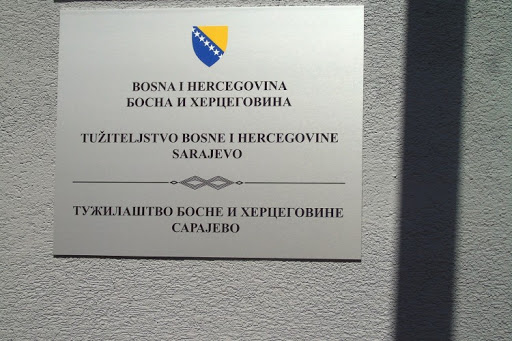 BOSNA I HERCEGOVINA
БОСНА И ХЕРЦЕГОВИНА
TUŽITELJSTVO BOSNE I HERCEGOVINE
SARAJEVO
ТУЖИЛАШТВО БОСНЕ И ХЕРЦЕГОВИНЕ
САРАЈЕВО